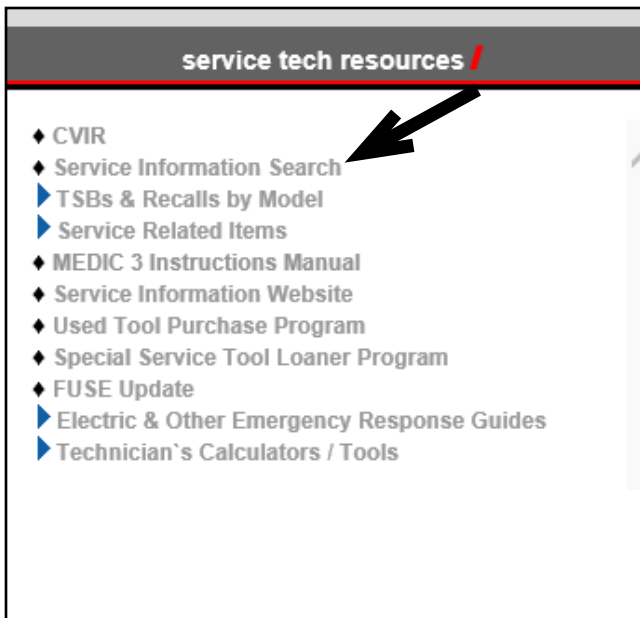 service tech resources /
CVIR
Service Information Search
TSBs & Recalls by Model
Service Related Items
MEDIC 3 Instructions Manual
Service Information Website
Used Tool Purchase Program
Special Service Tool Loaner Program
FUSE Update
Electric & Other Emergency Response Guides
Technician`s Calculators / Tools